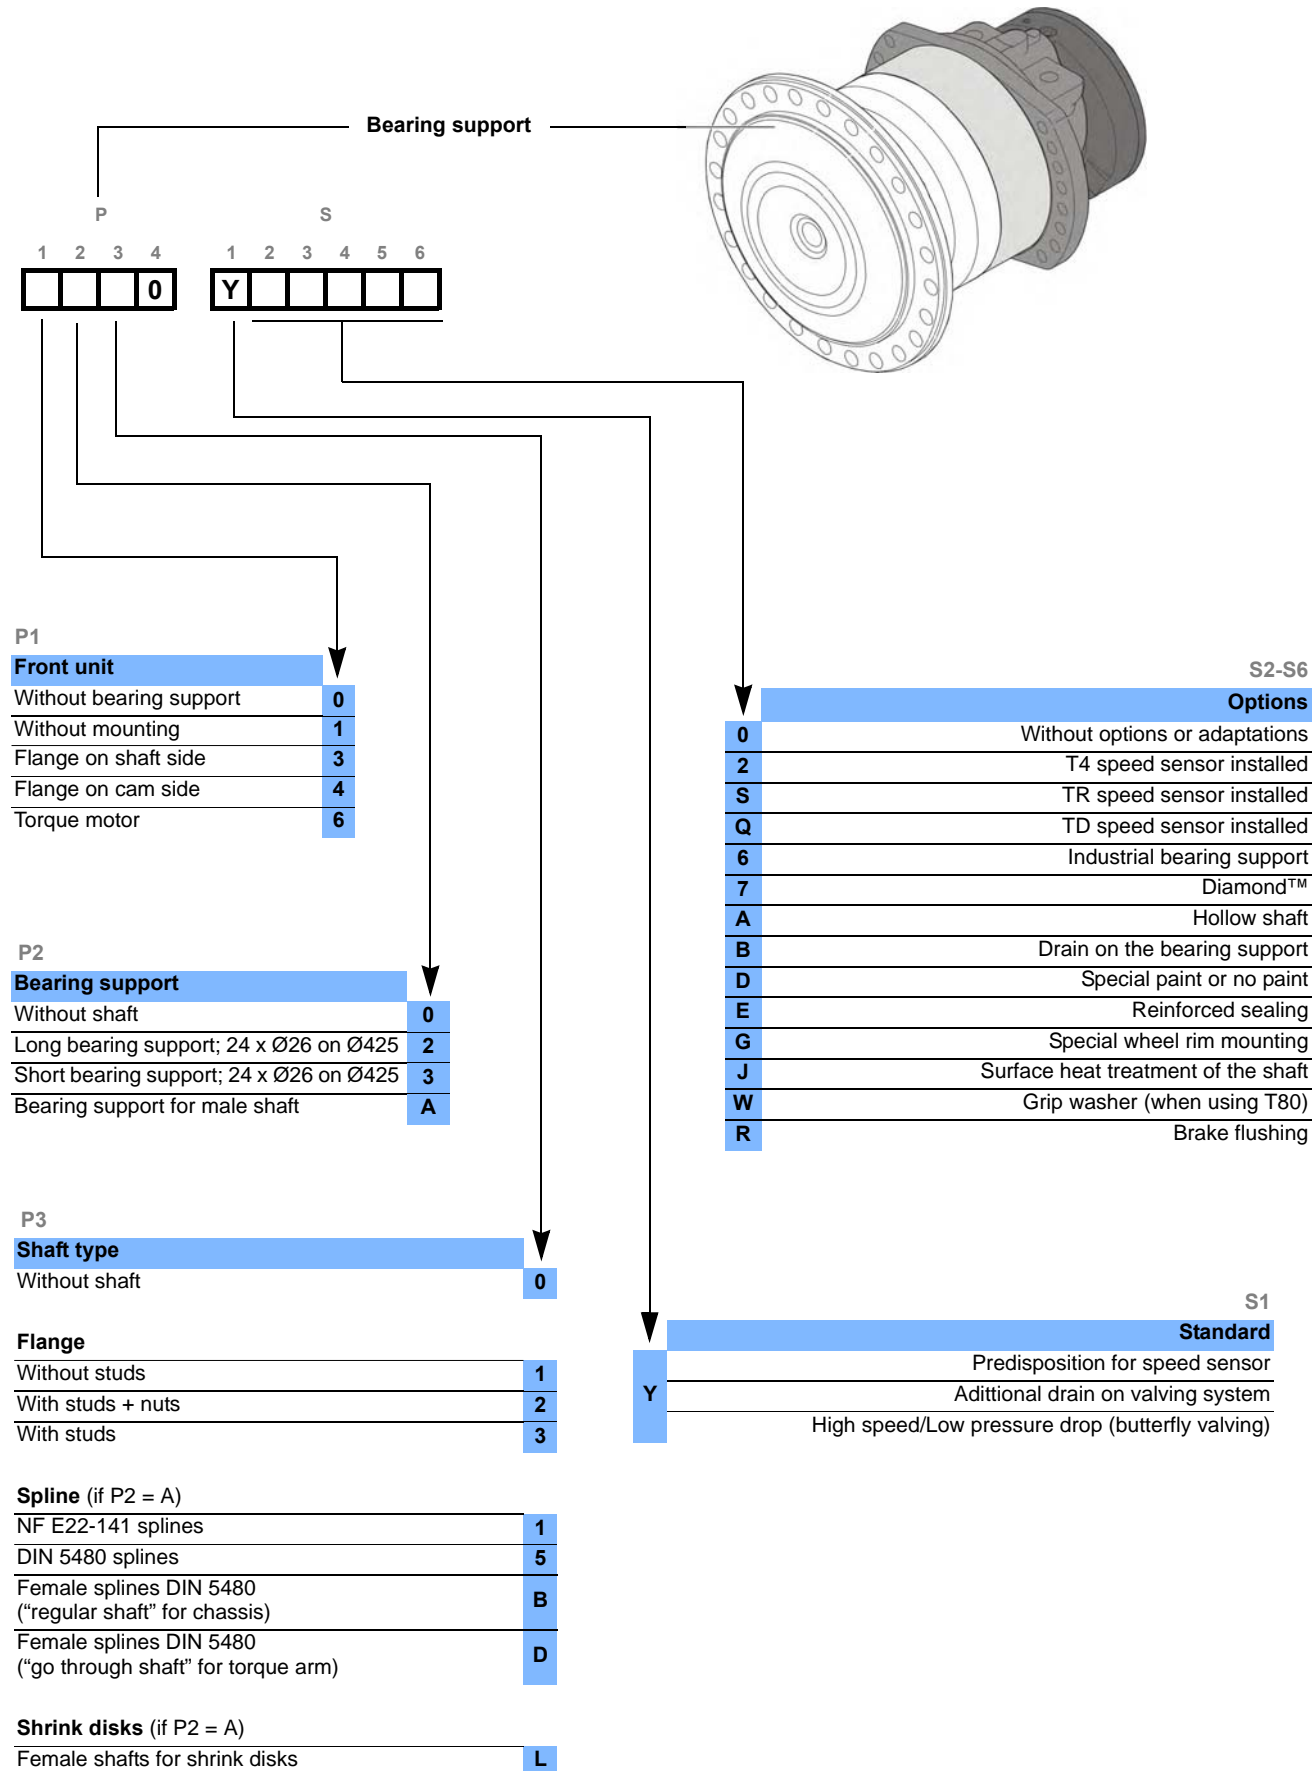 Bearing support
P S
1 2 3 4 1 2 3 4 5 6
0 Y
P1
Front unit
Without bearing support 0
Without mounting 1
Flange on shaft side 3
Flange on cam side 4
Torque motor 6
P2
Bearing support
Without shaft 0
Long bearing support; 24 x Ø26 on Ø425 2
Short bearing support; 24 x Ø26 on Ø425 3
Bearing support for male shaft A
P3
Shaft type
Without shaft 0
Flange
Without studs 1
With studs + nuts 2
With studs 3
Spline (if P2 = A)
NF E22-141 splines 1
DIN 5480 splines 5
Female splines DIN 5480
(“regular shaft” for chassis) B
Female splines DIN 5480
(“go through shaft” for torque arm) D
Shrink disks (if P2 = A)
Female shafts for shrink disks L
S2-S6
Options
0 Without options or adaptations
2 T4 speed sensor installed
S TR speed sensor installed
Q TD speed sensor installed
6 Industrial bearing support
7 Diamond™
A Hollow shaft
B Drain on the bearing support
D Special paint or no paint
E Reinforced sealing
G Special wheel rim mounting
J Surface heat treatment of the shaft
W Grip washer (when using T80)
R Brake flushing
S1
Standard
Predisposition for speed sensor
Y Adittional drain on valving system
High speed/Low pressure drop (butterfly valving)